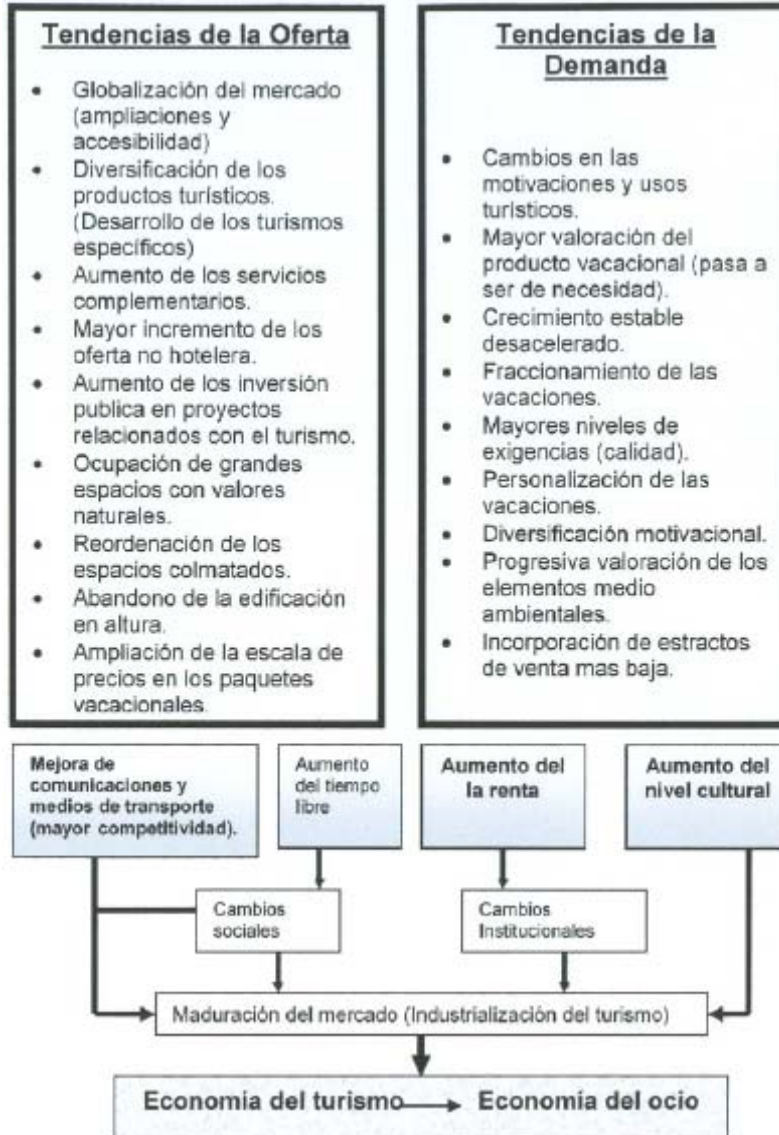 Tendencias de la Oferta
• Globalización del mercado
(ampliaciones y
accesibilidad)
• Diversificación de los
productos turísticos.
(Desarrollo de los turismos
específicos)
• Aumento de los servicios
complementarios.
• Mayor incremento de los
oferta no hotelera.
• Aumento de los inversión
publica en proyectos
relacionados con el turismo.
• Ocupación de grandes
espacios con valores
naturales.
• Reordenación de los
espacios colmatados.
• Abandono de la edificación
en altura.
• Ampliación de la escala de
precios en los paquetes
vacacionales.
Tendencias de la
Demanda
• Cambios en las
motivaciones y usos
turísticos.
• Mayor valoración del
producto vacacional (pasa a
ser de necesidad).
• Crecimiento estable
desacelerado.
• Fraccionamiento de las
vacaciones.
• Mayores niveles de
exigencias (calidad).
• Personalización de las
vacaciones.
• Diversificación motivacional.
• Progresiva valoración de los
elementos medio
ambientales.
• Incorporación de estractos
de venta mas baja.
Mejora de
comunicaciones y
medios de transporte
(mayor competitividad).
Aumento
del tiempo
libre
Aumento del
la renta
Aumento del
nivel cultural
Cambios
sociales
Cambios
Institucionales
Maduración del mercado (Industrialización del turismo)
Economía del turismo → Economía del ocio